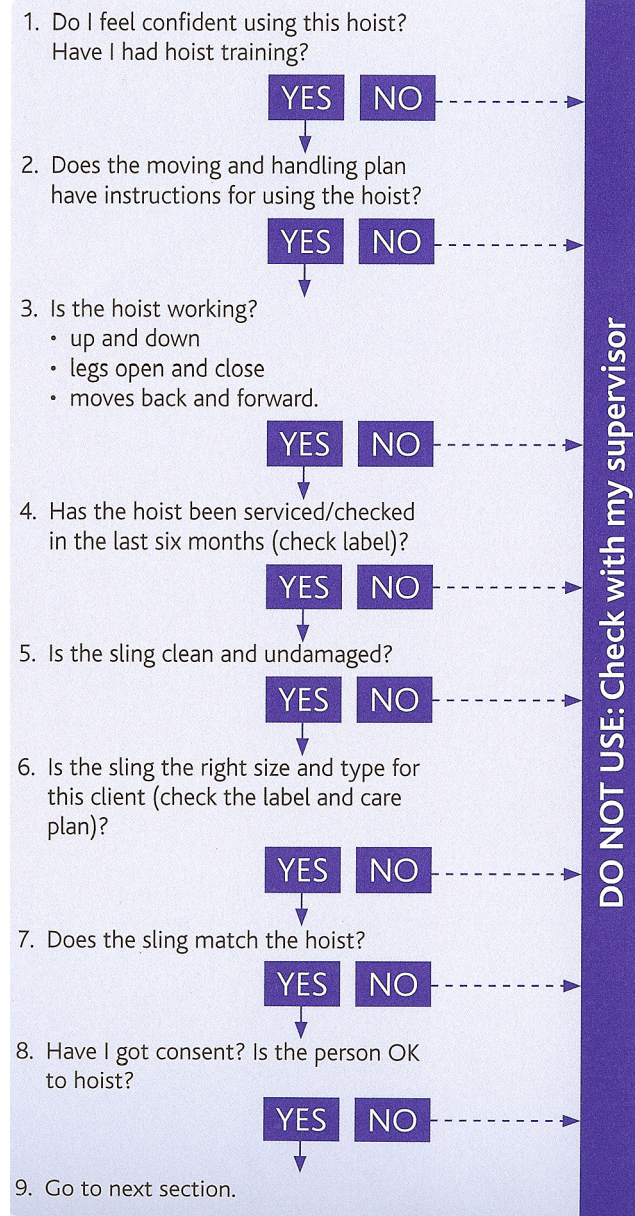 1. Do I feel confident using this hoist?
Have I had hoist training?
YES NO
2. Does the moving and handling plan
have instructions for using the hoist?
YES NO
3. Is the hoist working?
• up and down
• legs open and close
• moves back and forward.
YES NO
4. Has the hoist been serviced/checked
in the last six months (check label)?
YES NO
5. Is the sling clean and undamaged?
YES NO
6. Is the sling the right size and type for
this client (check the label and care
plan)?
YES NO
7. Does the sling match the hoist?
YES NO
8. Have I got consent? Is the person OK
to hoist?
YES NO
9. Go to next section.
DO NOT USE: Check with my supervisor